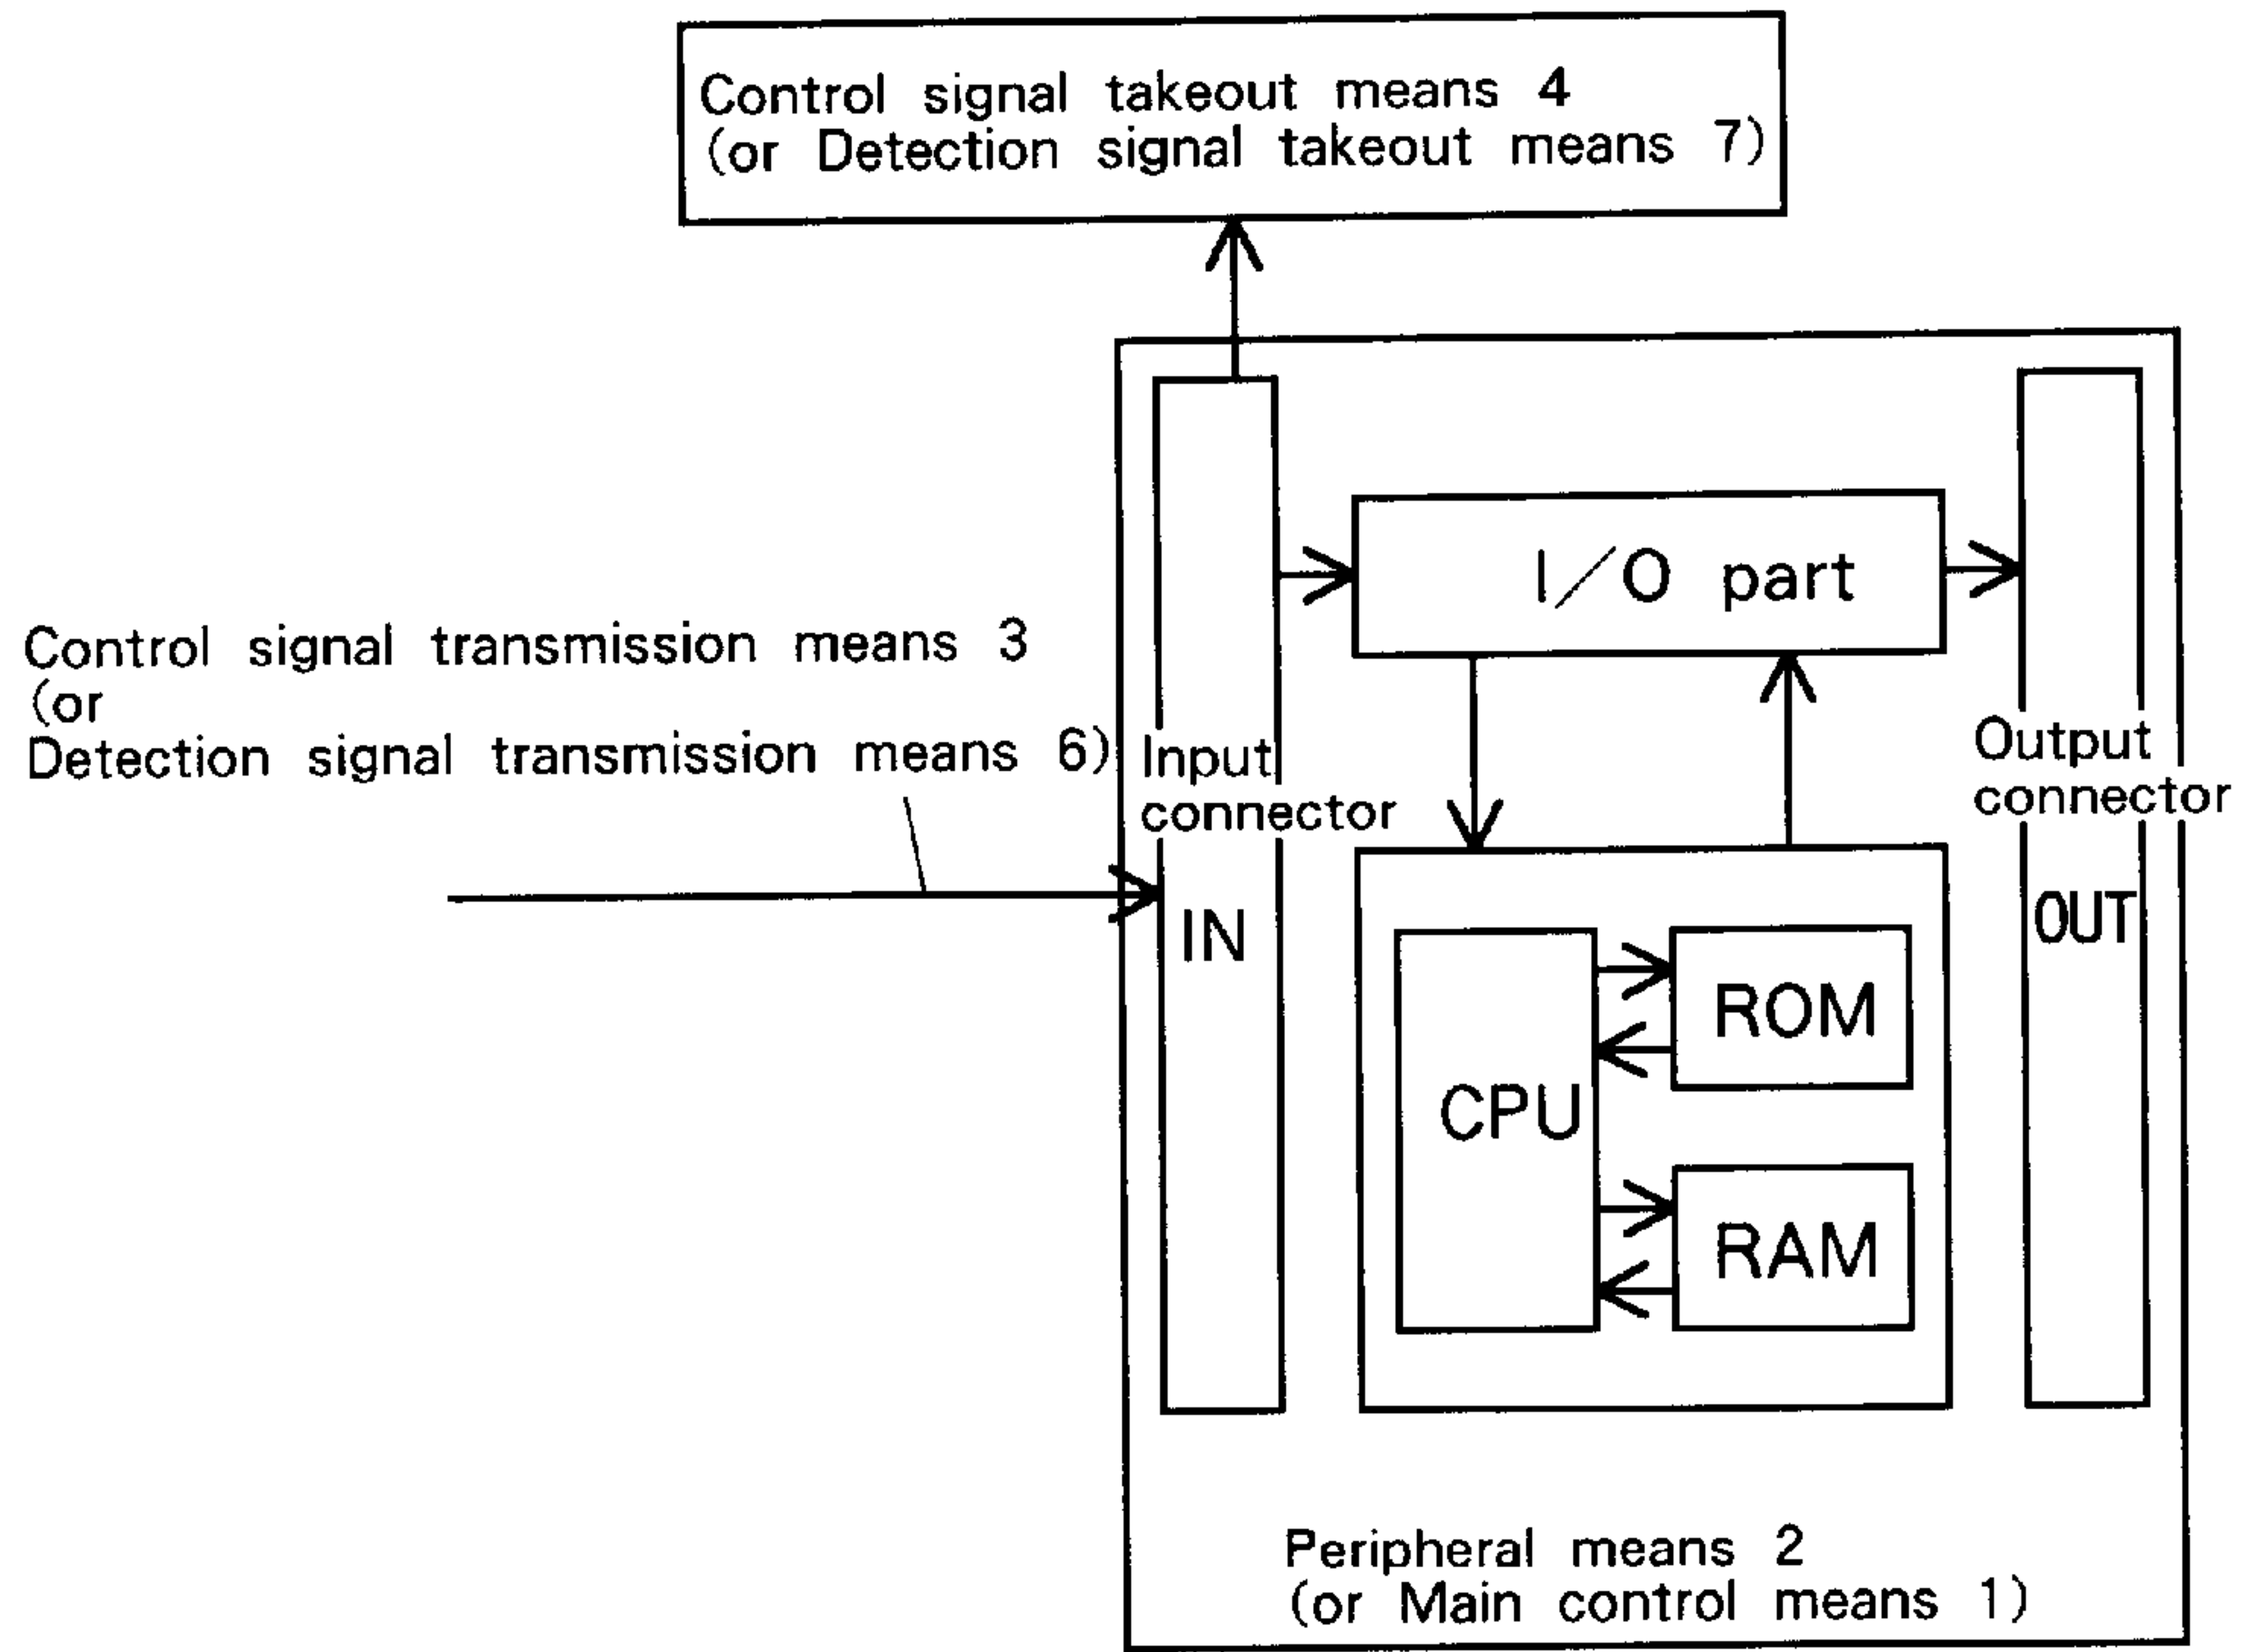 Control signal takeout means 4
(or Detection signal takeout means 7)
I/O part
Control signal transmission means 3
(or
Detection signal transmission means 6)
Input
connector
Output
connector
IN
OUT
ROM
CPU
RAM
Peripheral means 2
(or Main control means 1)